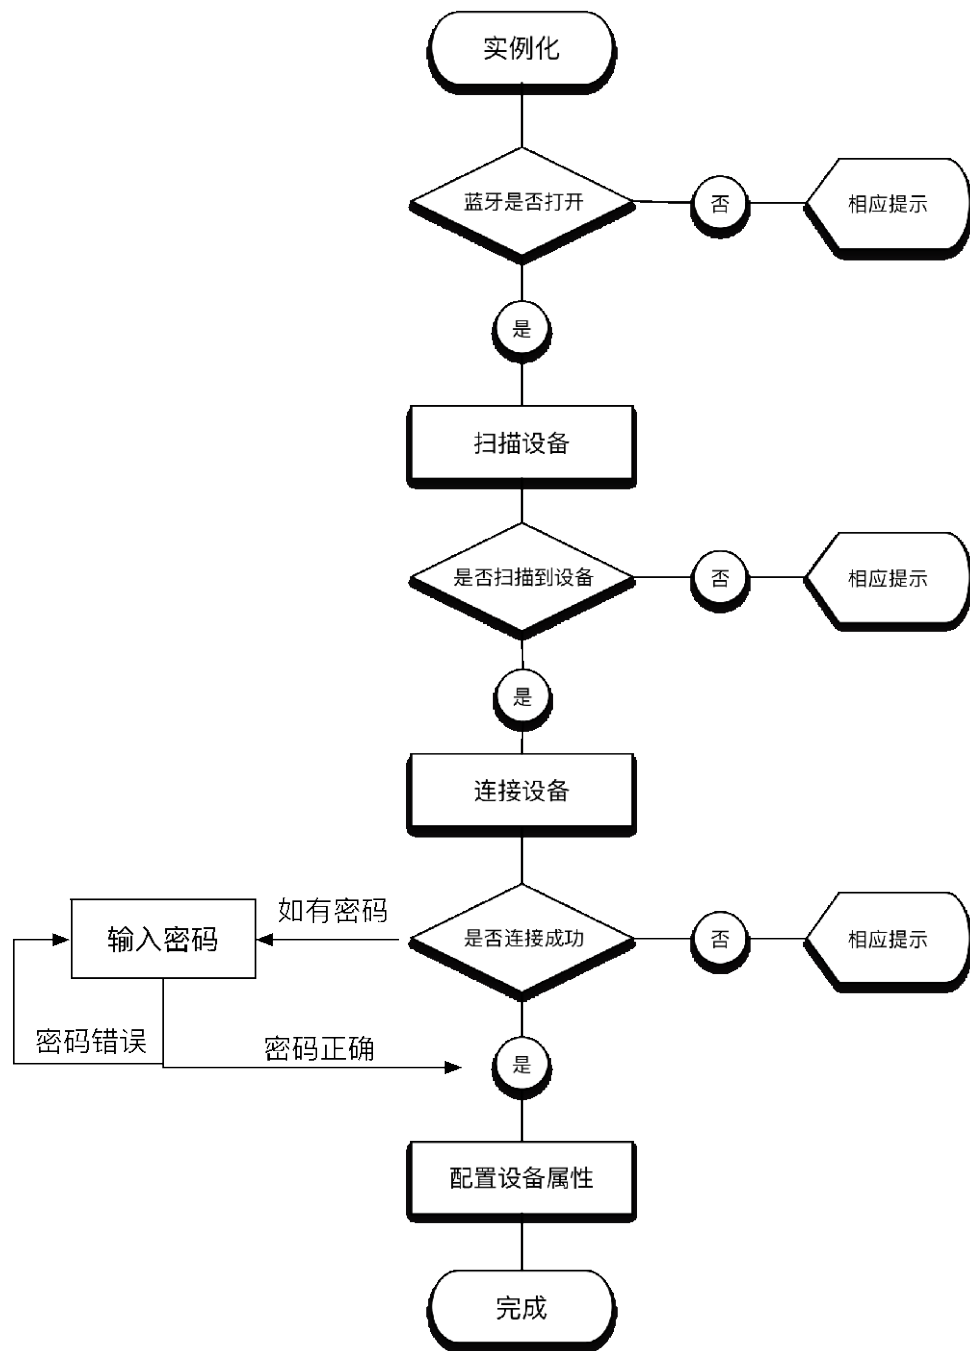 实例化
蓝牙是否打开
否
相应提示
是
扫描设备
是否扫描到设备
否
相应提示
是
连接设备
如有密码
输入密码
是否连接成功
否
相应提示
密码错误
密码正确
是
配置设备属性
完成